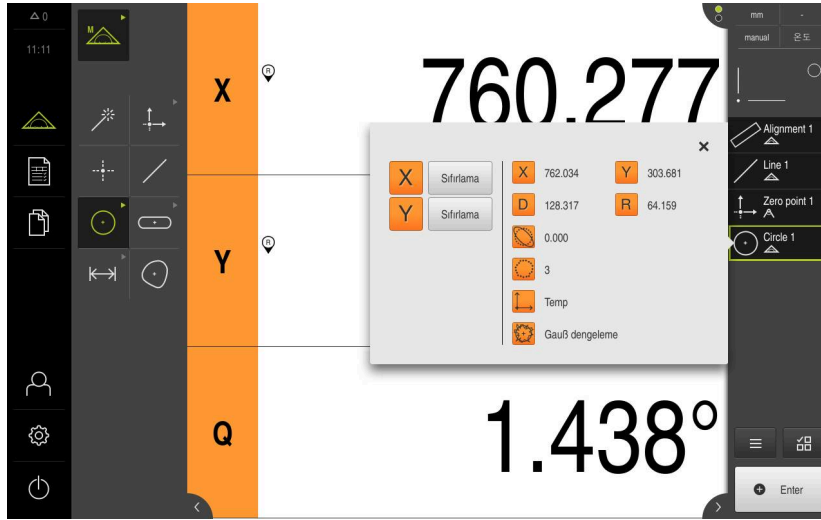 0
11:11
M
X
R
760.277
Y
R
Q
1.438°
X
Sıfırlama
Y
Sıfırlama
X
762.034
Y
303.681
D
128.317
R
64.159
0.000
3
Temp
Gauß dengeleme
mm
-
manual
온도
Alignment 1
Line 1
Zero point 1
Circle 1
Enter